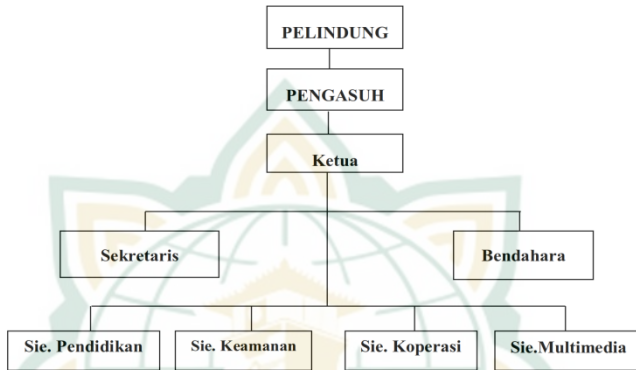 PELINDUNG
PENGASUH
Ketua
Sekretaris
Bendahara
Sie. Pendidikan
Sie. Keamanan
Sie. Koperasi
Sie.Multimedia